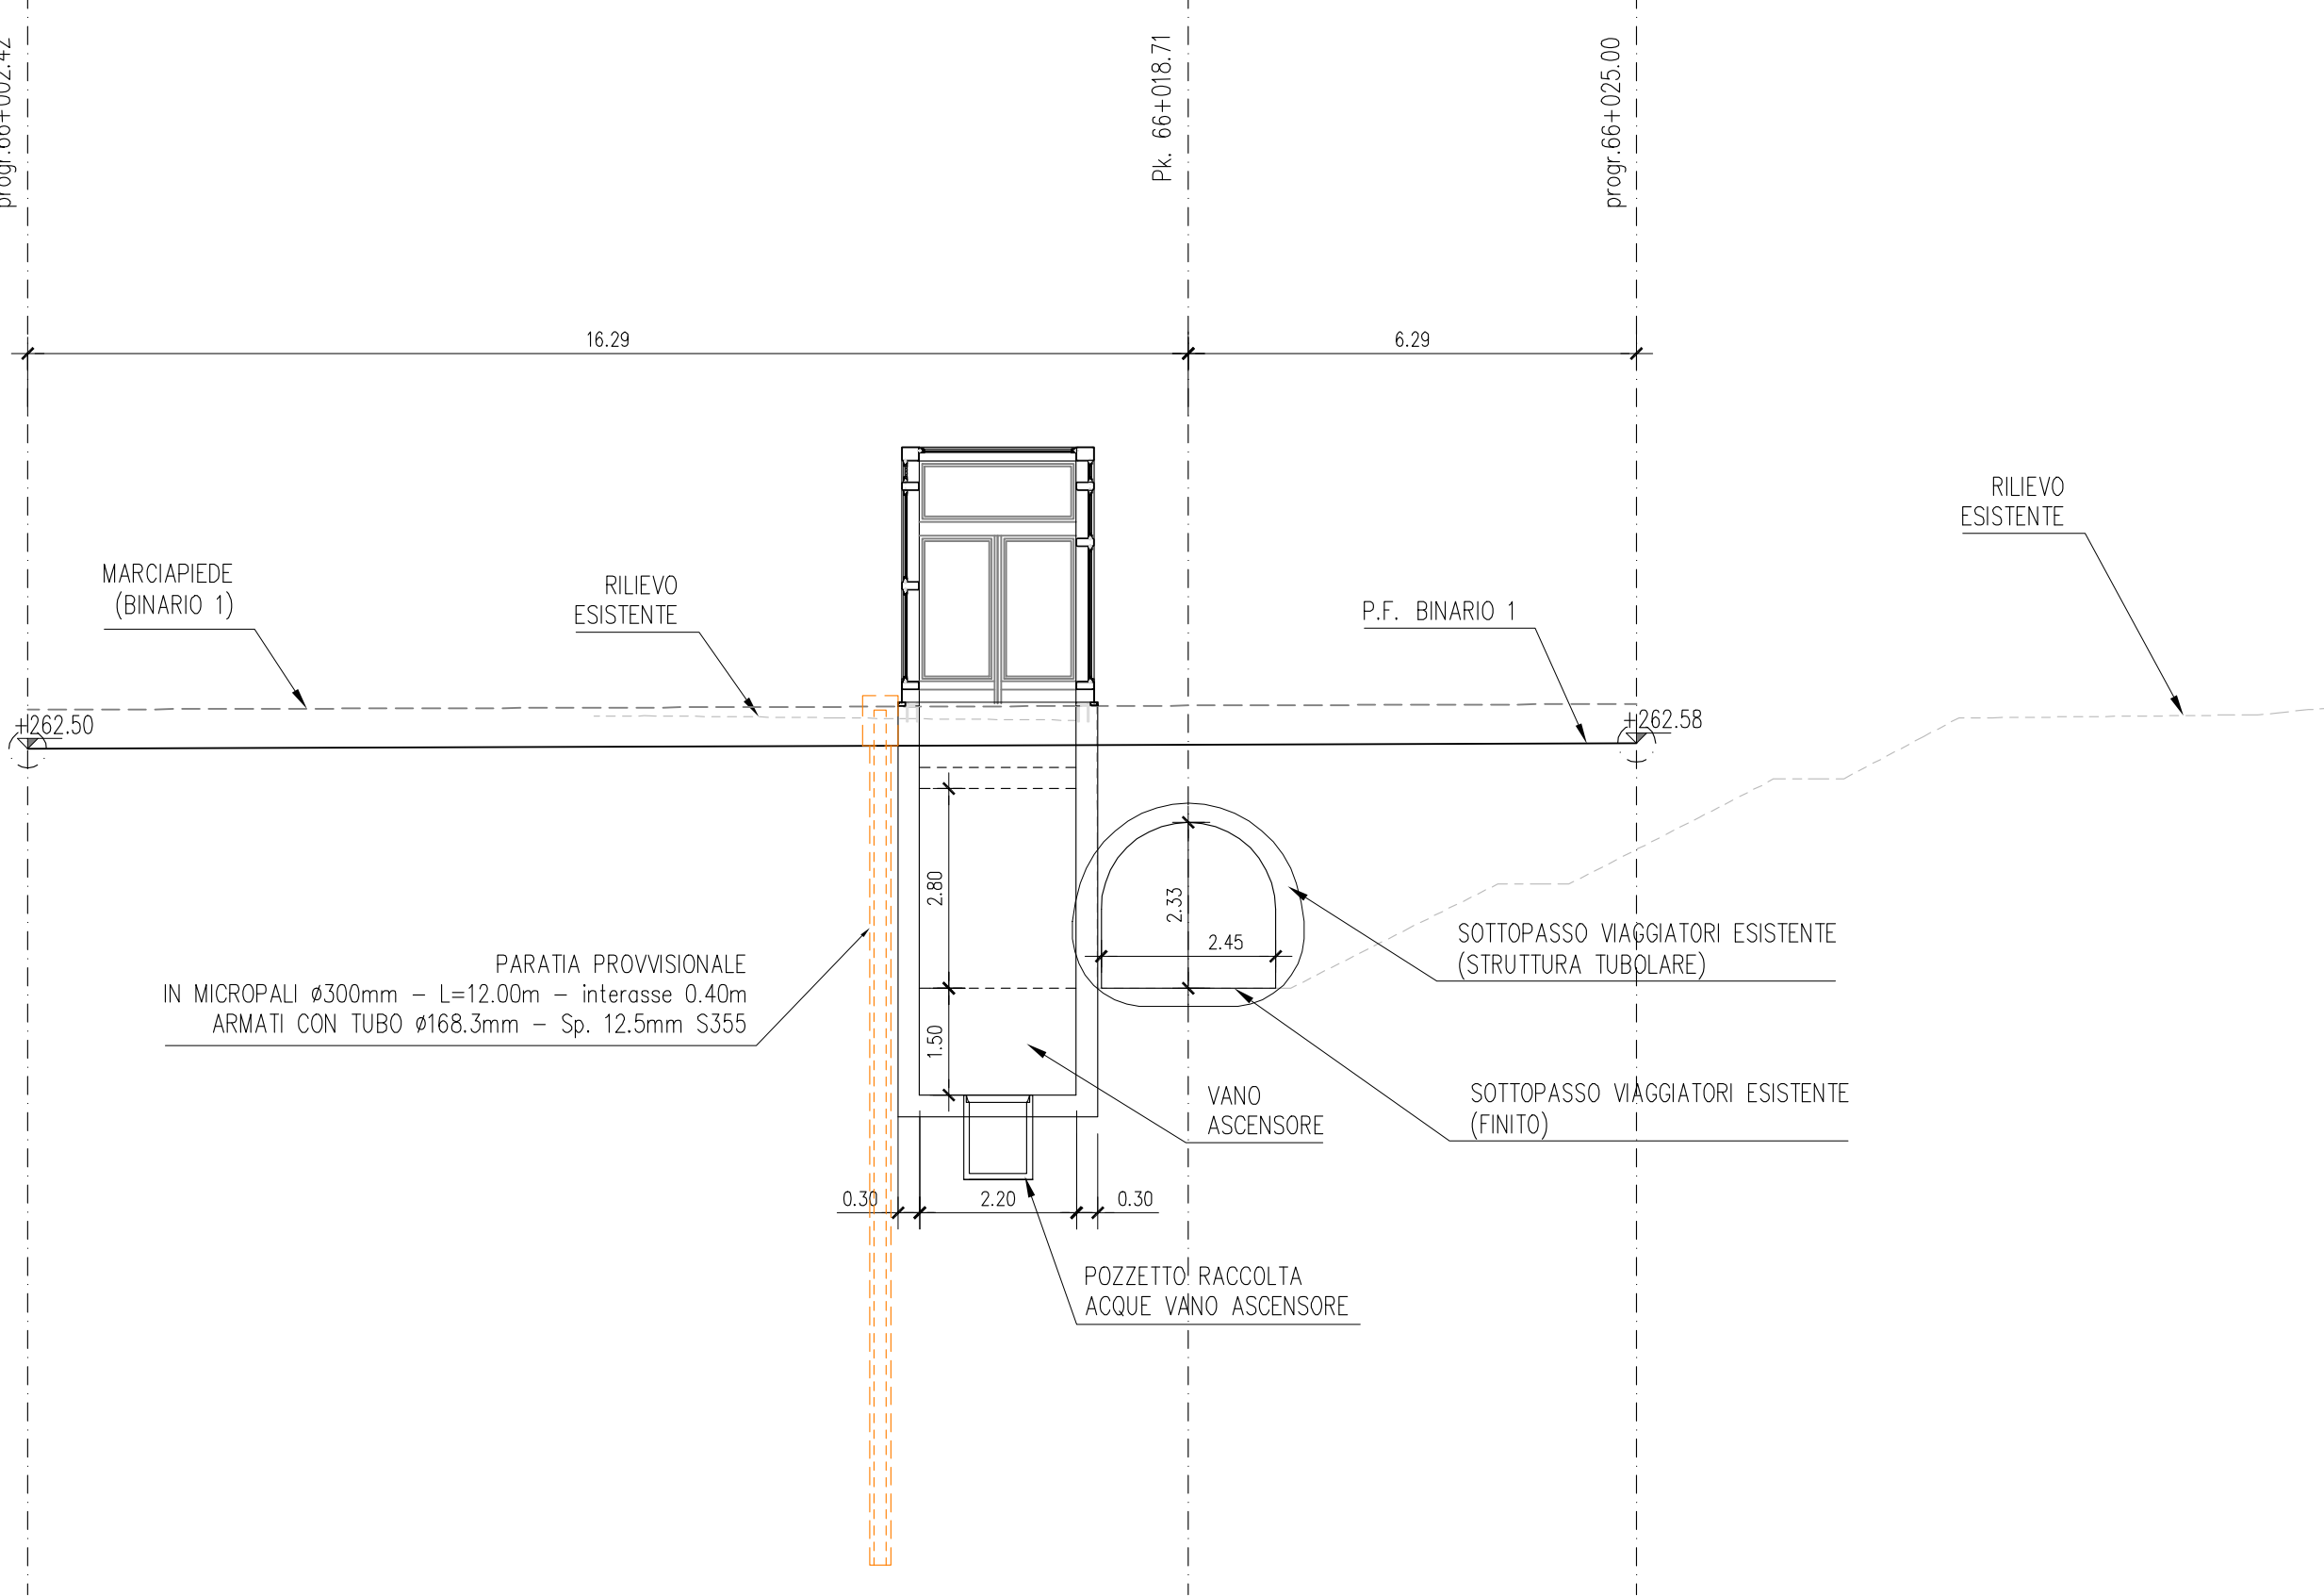 progr.66+002.42
Pk. 66+018.71
progr.66+025.00
16.29
6.29
RILIEVO
ESISTENTE
MARCIAPIEDE
(BINARIO 1)
RILIEVO
ESISTENTE
P.F. BINARIO 1
+262.50
+262.58
2.80
2.33
2.45
SOTTOPASSO VIAGGIATORI ESISTENTE
(STRUTTURA TUBOLARE)
PARATIA PROVVISIONALE
IN MICROPALI Ø300mm – L=12.00m – interasse 0.40m
ARMATI CON TUBO Ø168.3mm – Sp. 12.5mm S355
1.50
VANO
ASCENSORE
SOTTOPASSO VIAGGIATORI ESISTENTE
(FINITO)
0.30
2.20
0.30
POZZETTO RACCOLTA
ACQUE VANO ASCENSORE